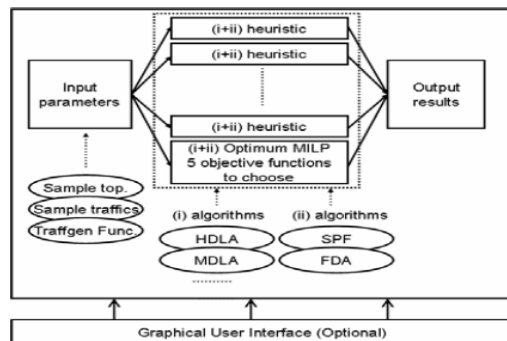 (i+ii) heuristic
(i+ii) heuristic
Input
parameters
Output
results
(i+ii) heuristic
(i+ii) Optimum MILP
5 objective functions
to choose
Sample top.
Sample traffics
Traffgen Func.
(i) algorithms
(ii) algorithms
HDLA
MDLA
SPF
FDA
Graphical User Interface (Optional)